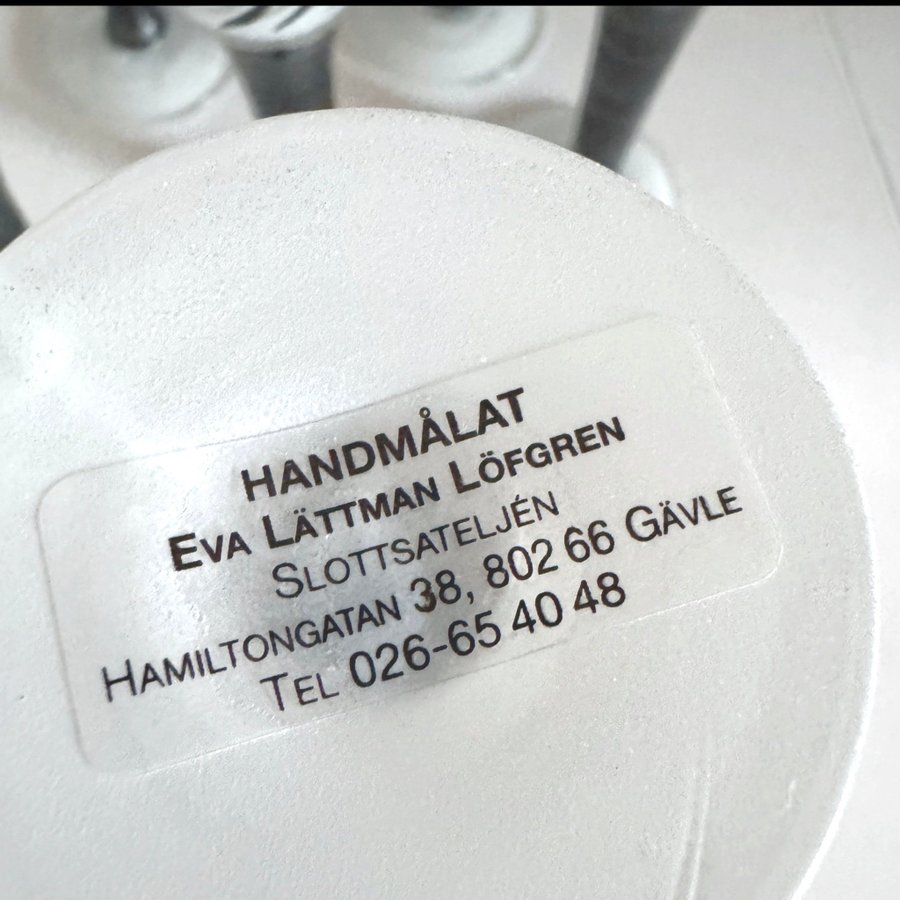 HANDMÅLAT
EVA LÄTTMAN LÖFGREN
SLOTTSATELJÉN
HAMILTONGATAN 38, 802 66 GÄVLE
TEL 026-65 40 48